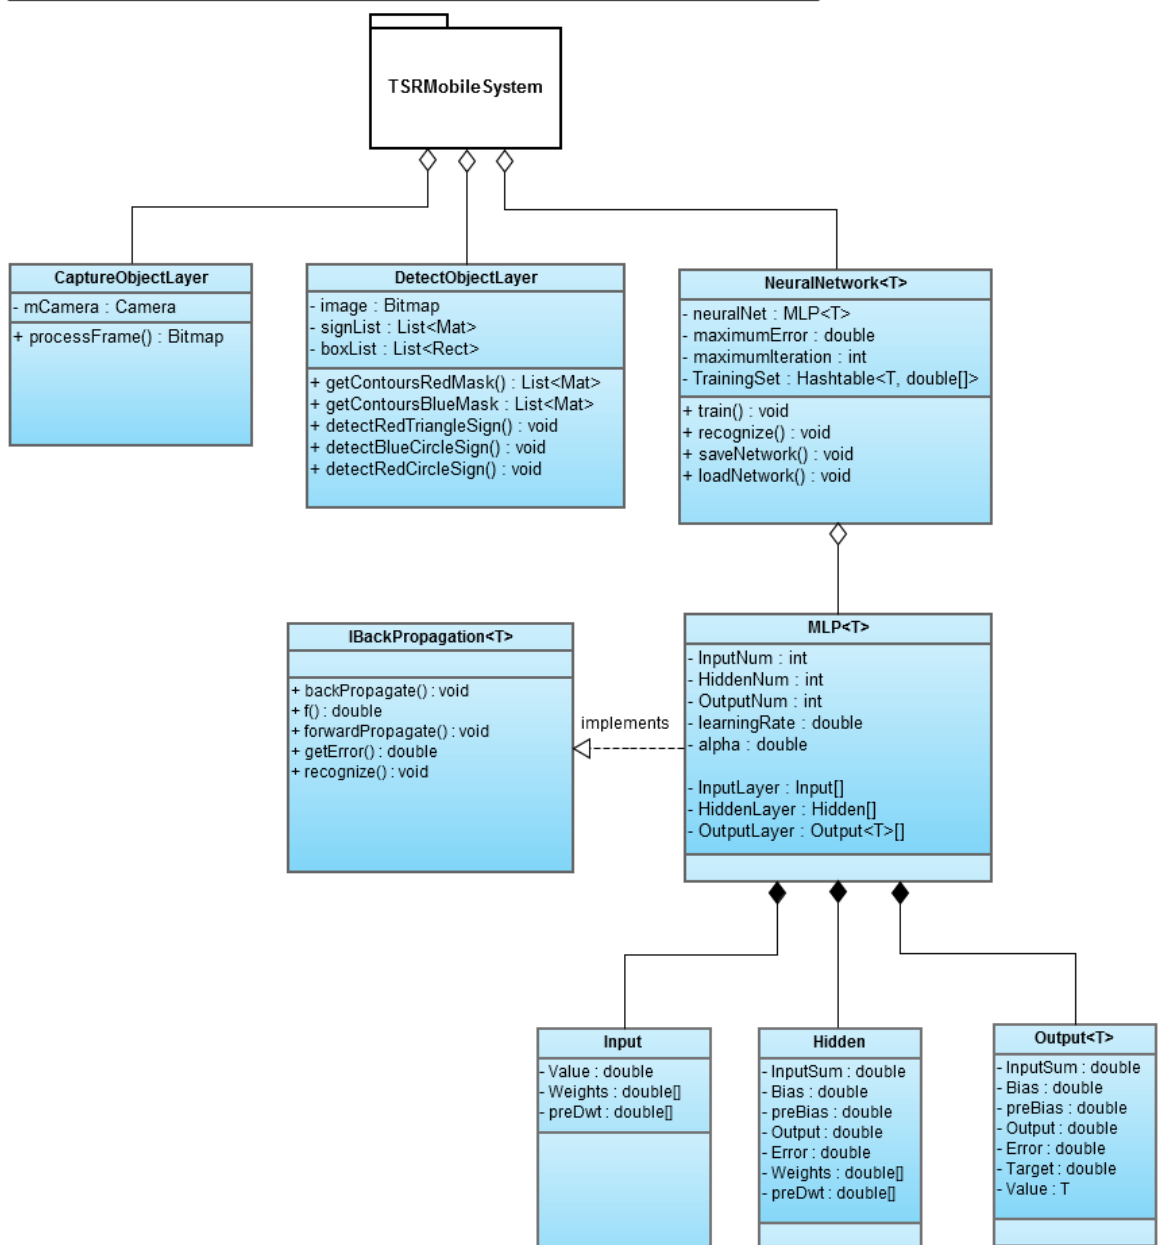 TSRMobileSystem
CaptureObjectLayer
- mCamera : Camera
+ processFrame() : Bitmap
DetectObjectLayer
- image : Bitmap
- signList : List<Mat>
- boxList : List<Rect>
+ getContoursRedMask() : List<Mat>
+ getContoursBlueMask : List<Mat>
+ detectRedTriangleSign() : void
+ detectBlueCircleSign() : void
+ detectRedCircleSign() : void
NeuralNetwork<T>
- neuralNet : MLP<T>
- maximumError : double
- maximumIteration : int
- TrainingSet : Hashtable<T, double[]>
+ train() : void
+ recognize() : void
+ saveNetwork() : void
+ loadNetwork() : void
IBackPropagation<T>
+ backPropagate() : void
+ f() : double
+ forwardPropagate() : void
+ getError() : double
+ recognize() : void
implements
MLP<T>
- InputNum : int
- HiddenNum : int
- OutputNum : int
- learningRate : double
- alpha : double
- InputLayer : Input[]
- HiddenLayer : Hidden[]
- OutputLayer : Output<T>[]
Input
- Value : double
- Weights : double[]
- preDwt : double[]
Hidden
- InputSum : double
- Bias : double
- preBias : double
- Output : double
- Error : double
- Weights : double[]
- preDwt : double[]
Output<T>
- InputSum : double
- Bias : double
- preBias : double
- Output : double
- Error : double
- Target : double
- Value : T